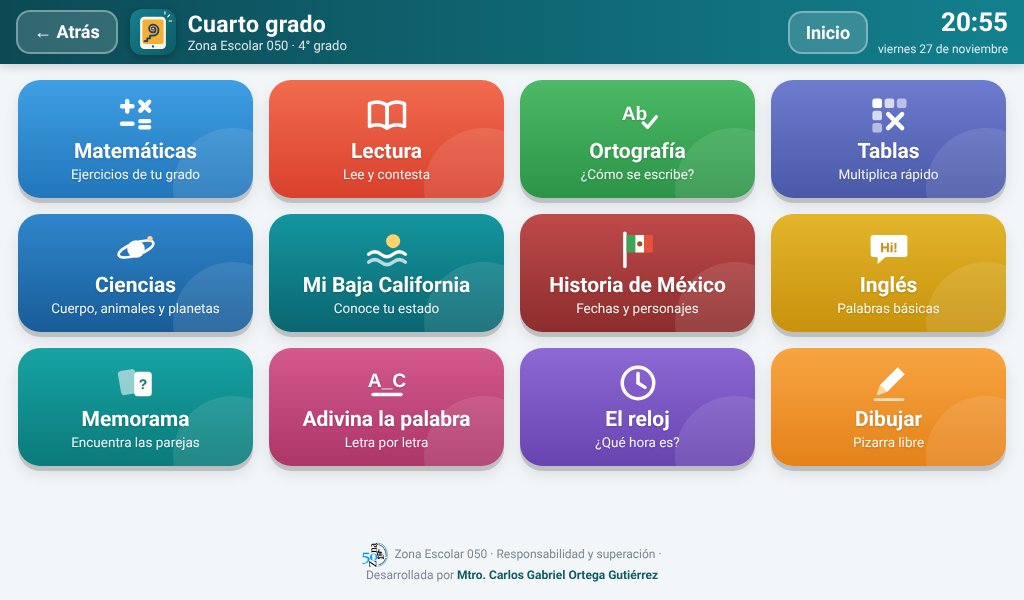 ← Atrás
Cuarto grado
Zona Escolar 050 · 4° grado
Inicio
20:55
viernes 27 de noviembre
Matemáticas
Ejercicios de tu grado
Lectura
Lee y contesta
Ab
Ortografía
¿Cómo se escribe?
Tablas
Multiplica rápido
Ciencias
Cuerpo, animales y planetas
Mi Baja California
Conoce tu estado
Historia de México
Fechas y personajes
Hi!
Inglés
Palabras básicas
?
Memorama
Encuentra las parejas
A_C
Adivina la palabra
Letra por letra
El reloj
¿Qué hora es?
Dibujar
Pizarra libre
Zona Escolar 050 · Responsabilidad y superación ·
Desarrollada por Mtro. Carlos Gabriel Ortega Gutiérrez